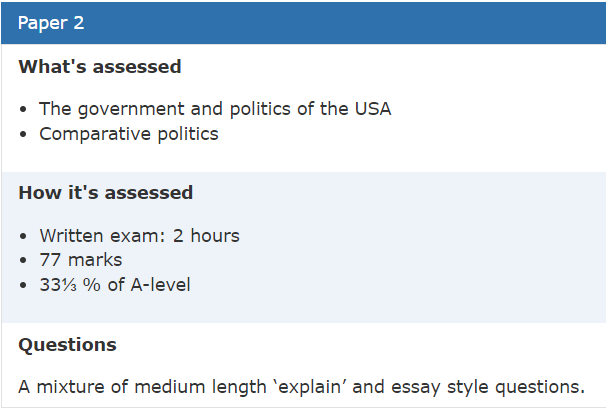 Paper 2
What's assessed
• The government and politics of the USA
• Comparative politics
How it's assessed
• Written exam: 2 hours
• 77 marks
• 33⅓ % of A-level
Questions
A mixture of medium length ‘explain’ and essay style questions.